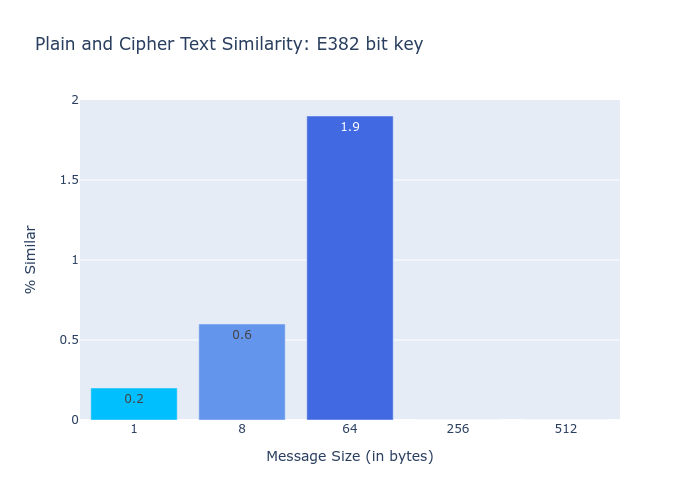 Plain and Cipher Text Similarity: E382 bit key
2
1.5
1
0.5
0
% Similar
0.2
0.6
1.9
1 8 64 256 512
Message Size (in bytes)